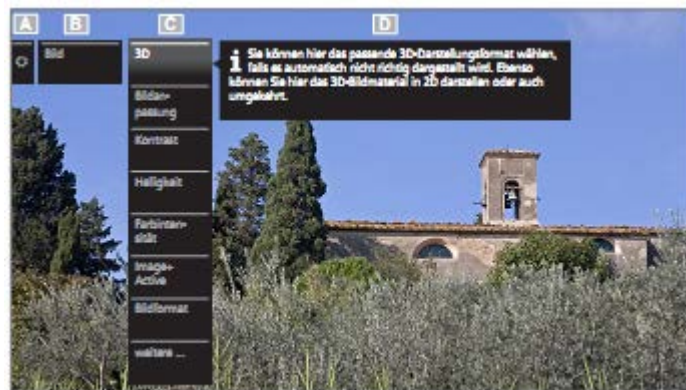 A B C D
Bild
3D
i Sie können hier das passende 3D-Darstellungsformat wählen,
falls es automatisch nicht richtig dargestellt wird. Ebenso
können Sie hier das 3D-Bildmaterial in 2D darstellen oder auch
umgekehrt.
Bildan-
passung
Kontrast
Helligkeit
Farbinten-
sität
Image+
Active
Bildformat
weitere ...